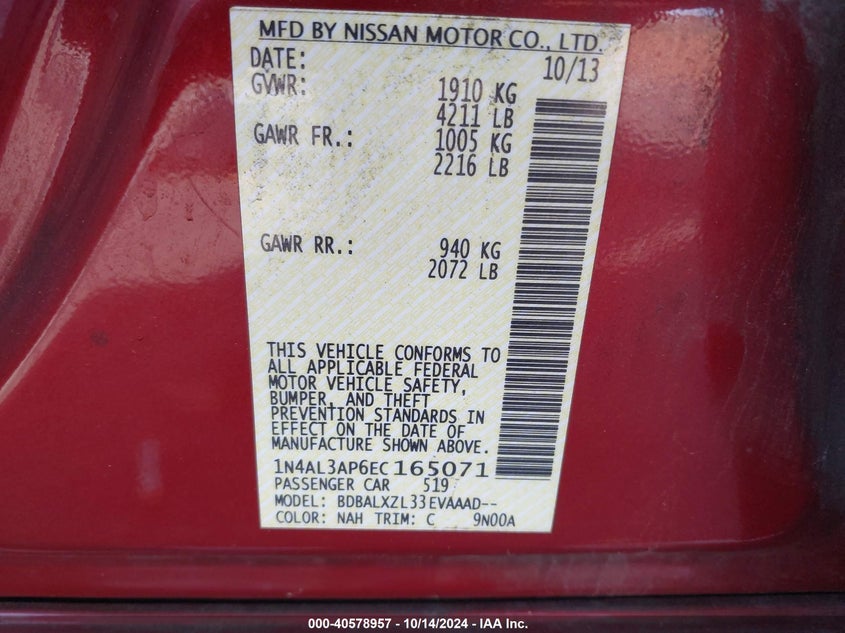 MFD BY NISSAN MOTOR CO., LTD.
DATE: 10/13
GVWR: 1910 KG
4211 LB
GAWR FR.: 1005 KG
2216 LB
GAWR RR.: 940 KG
2072 LB
THIS VEHICLE CONFORMS TO
ALL APPLICABLE FEDERAL
MOTOR VEHICLE SAFETY,
BUMPER, AND THEFT
PREVENTION STANDARDS IN
EFFECT ON THE DATE OF
MANUFACTURE SHOWN ABOVE.
1N4AL3AP6EC165071
PASSENGER CAR 519
MODEL: BDBALXZL33EVAAAD--
COLOR: NAH TRIM: C 9N00A
000-40578957 - 10/14/2024 - IAA Inc.